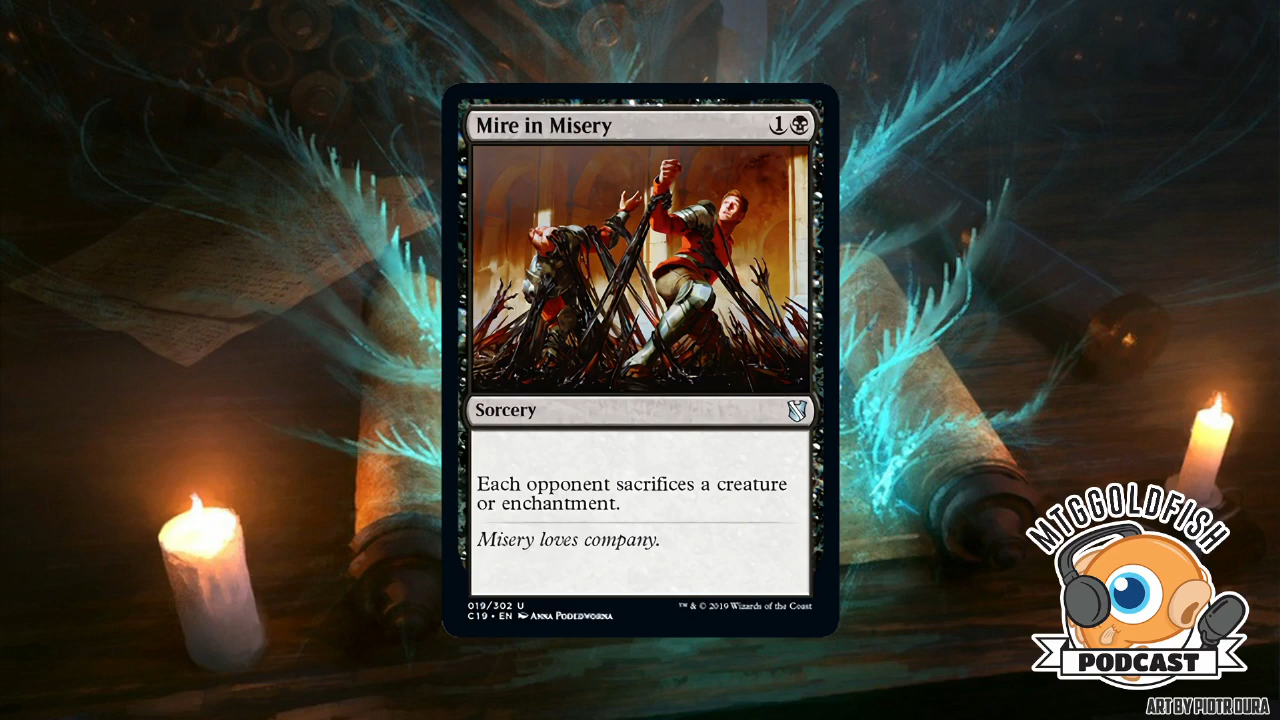 Mire in Misery 1
Sorcery
Each opponent sacrifices a creature
or enchantment.
Misery loves company.
019/302 U
C19 • EN Anna Podedworna
™ & © 2019 Wizards of the Coast
MTGGOLDFISH
PODCAST
ART BY PIOTR DURA